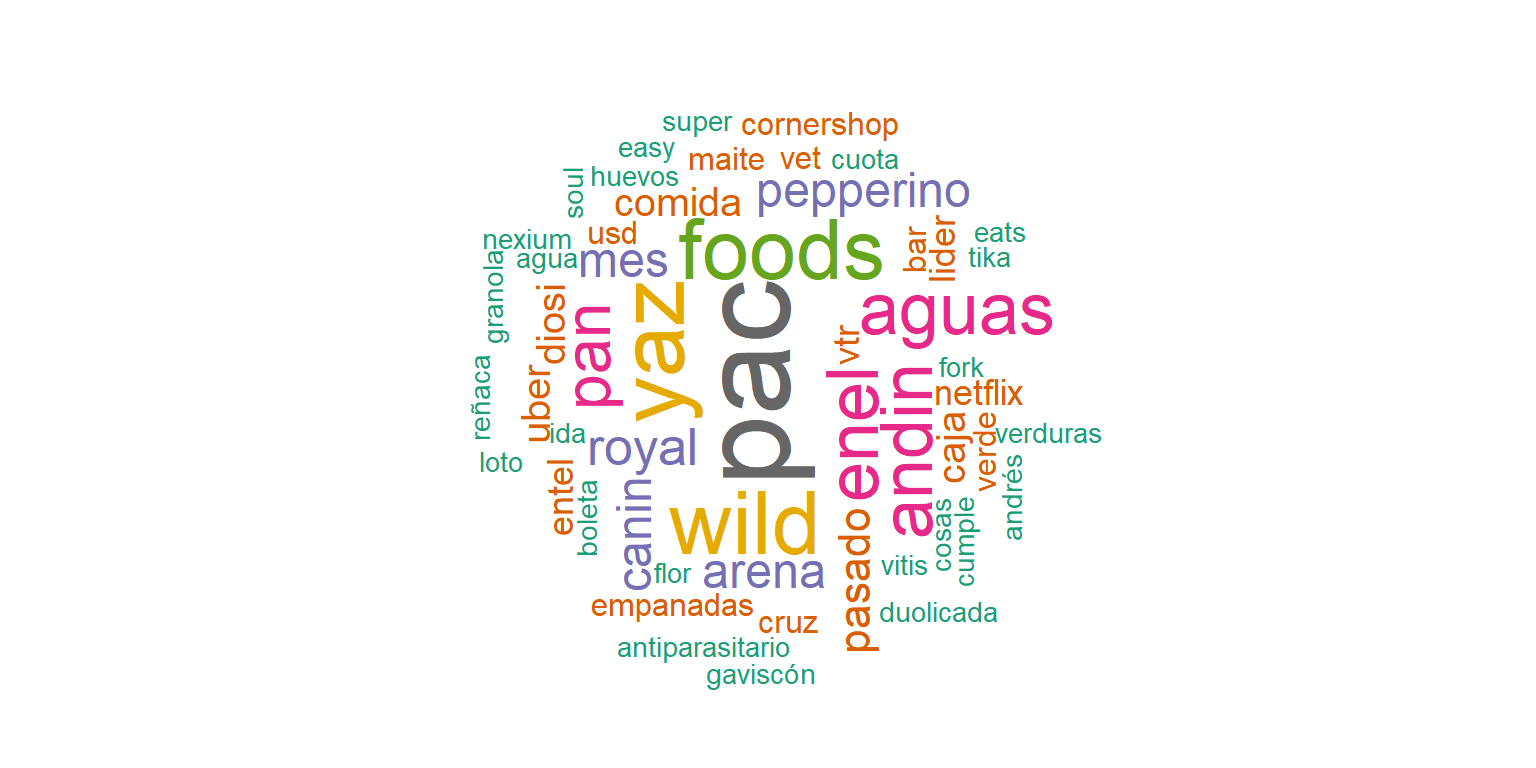 super
cornershop
easy
maite
vet
cuota
huevos
soul
comida
pepperino
nexium
usd
foods
bar
lider
eats
agua
mes
tika
granola
diosi
pan
yaz
pac
vtr
aguas
reñaca
uber
ida
royal
enel
andin
fork
netflix
caja
verde
verduras
loto
entel
boleta
canin
wild
pasado
cosas
cumple
andrés
flor
arena
vitis
empanadas
cruz
duolicada
antiparasitario
gaviscón